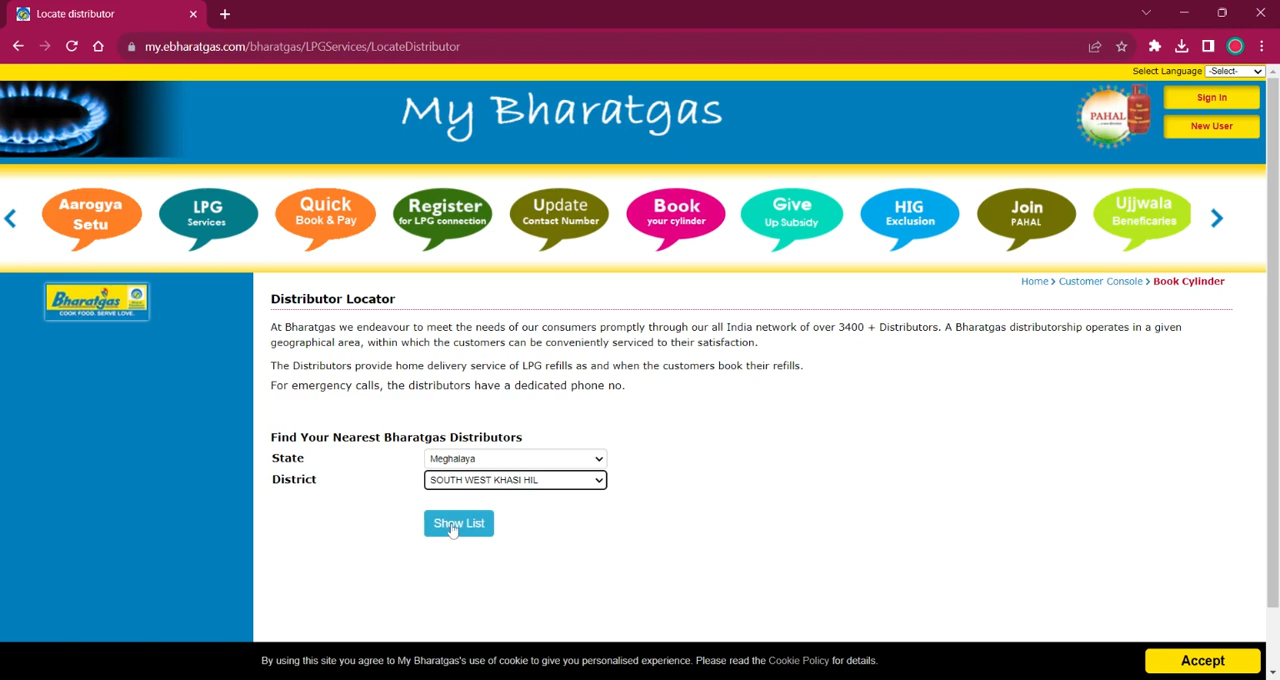 Locate distributor
my.ebharatgas.com/bharatgas/LPGServices/LocateDistributor
Select Language -Select-
My Bharatgas
PAHAL
Sign In
New User
Aarogya Setu
LPG Services
Quick Book & Pay
Register for LPG connection
Update Contact Number
Book your cylinder
Give Up Subsidy
HIG Exclusion
Join PAHAL
Ujjwala Beneficaries
Bharatgas
COOK FOOD. SERVE LOVE.
Home > Customer Console > Book Cylinder
Distributor Locator
At Bharatgas we endeavour to meet the needs of our consumers promptly through our all India network of over 3400 + Distributors. A Bharatgas distributorship operates in a given
geographical area, within which the customers can be conveniently serviced to their satisfaction.
The Distributors provide home delivery service of LPG refills as and when the customers book their refills.
For emergency calls, the distributors have a dedicated phone no.
Find Your Nearest Bharatgas Distributors
State Meghalaya
District SOUTH WEST KHASI HIL
Show List
By using this site you agree to My Bharatgas's use of cookie to give you personalised experience. Please read the Cookie Policy for details.
Accept